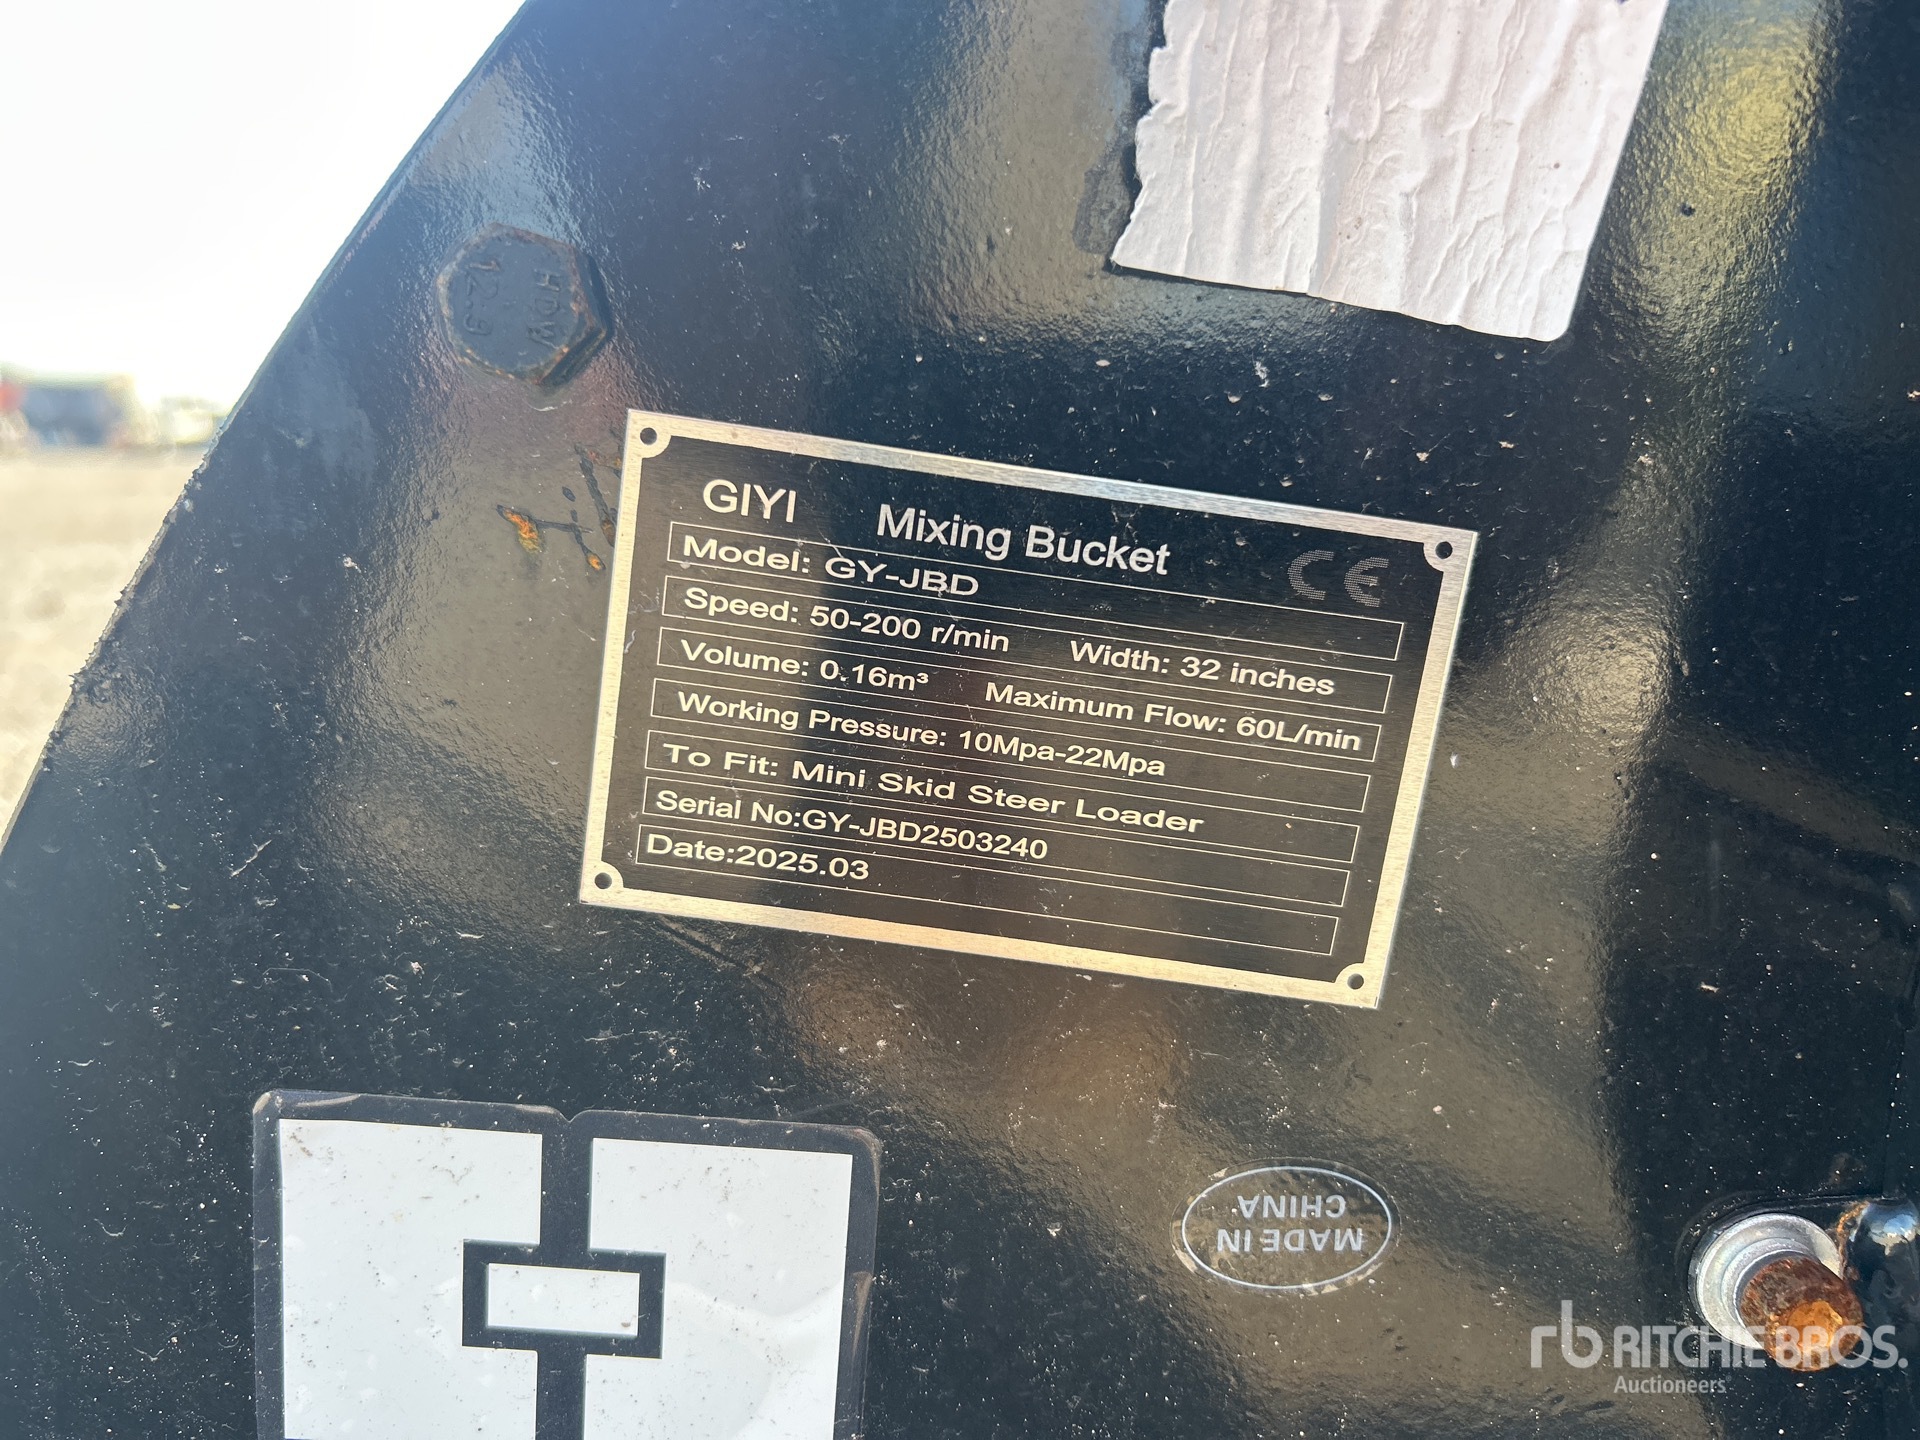 HDW
12.9
GIYI Mixing Bucket CE
Model: GY-JBD
Speed: 50-200 r/min Width: 32 inches
Volume: 0.16m³ Maximum Flow: 60L/min
Working Pressure: 10Mpa-22Mpa
To Fit: Mini Skid Steer Loader
Serial No:GY-JBD2503240
Date:2025.03
MADE IN
CHINA
rb RITCHIE BROS.
Auctioneers